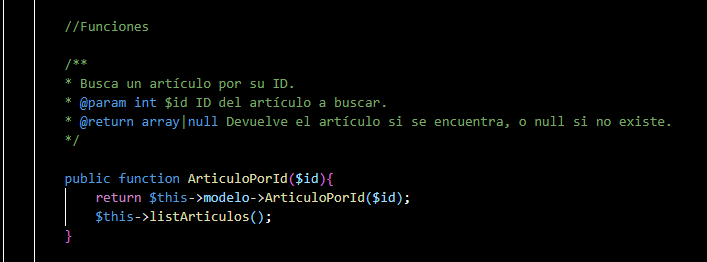 //Funciones
/**
* Busca un artículo por su ID.
* @param int $id ID del artículo a buscar.
* @return array|null Devuelve el artículo si se encuentra, o null si no existe.
*/
public function ArticuloPorId($id){
return $this->modelo->ArticuloPorId($id);
$this->listArticulos();
}